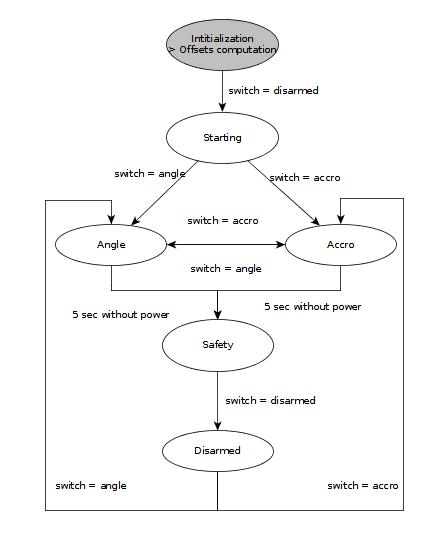 Intitialization
> Offsets computation
switch = disarmed
Starting
switch = angle
switch = accro
switch = accro
Angle
Accro
switch = angle
5 sec without power
5 sec without power
Safety
switch = disarmed
Disarmed
switch = angle
switch = accro